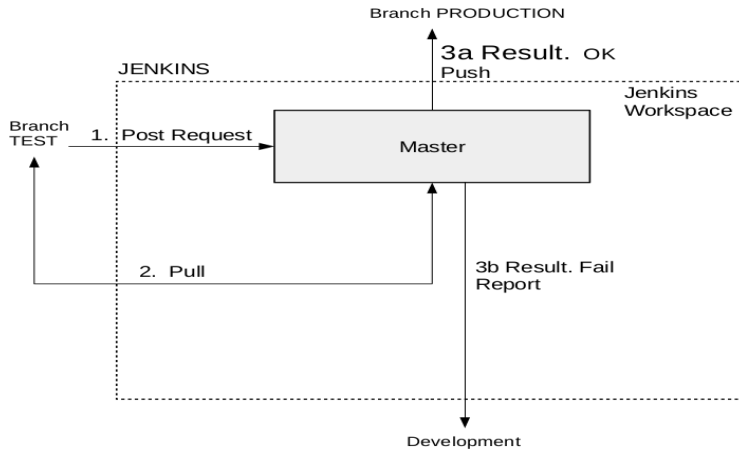 Branch PRODUCTION
3a Result. OK
Push
JENKINS
Jenkins
Workspace
Branch
TEST
1. Post Request
Master
2. Pull
3b Result. Fail
Report
Development